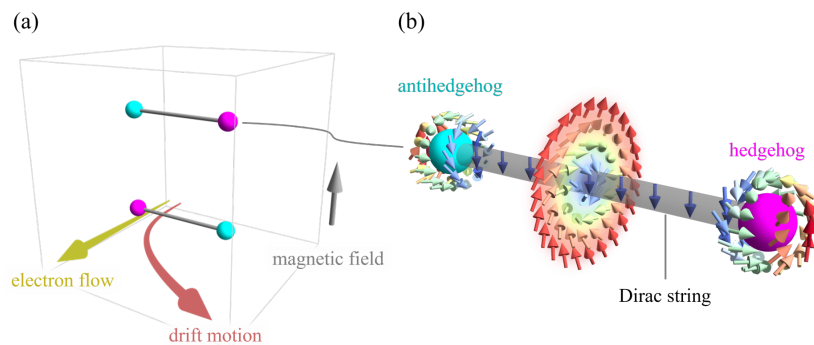 (a)
(b)
antihedgehog
hedgehog
magnetic field
electron flow
Dirac string
drift motion